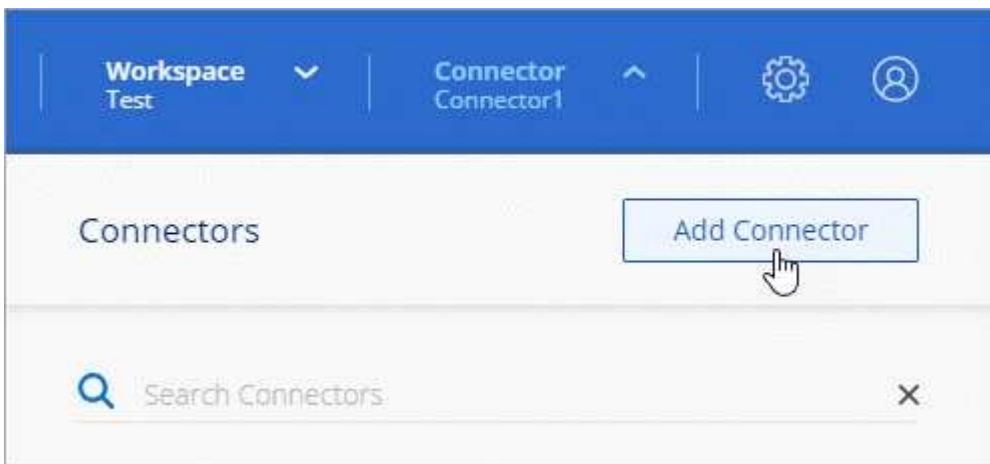 Workspace
Test
Connector
Connector1
Connectors
Add Connector
Search Connectors